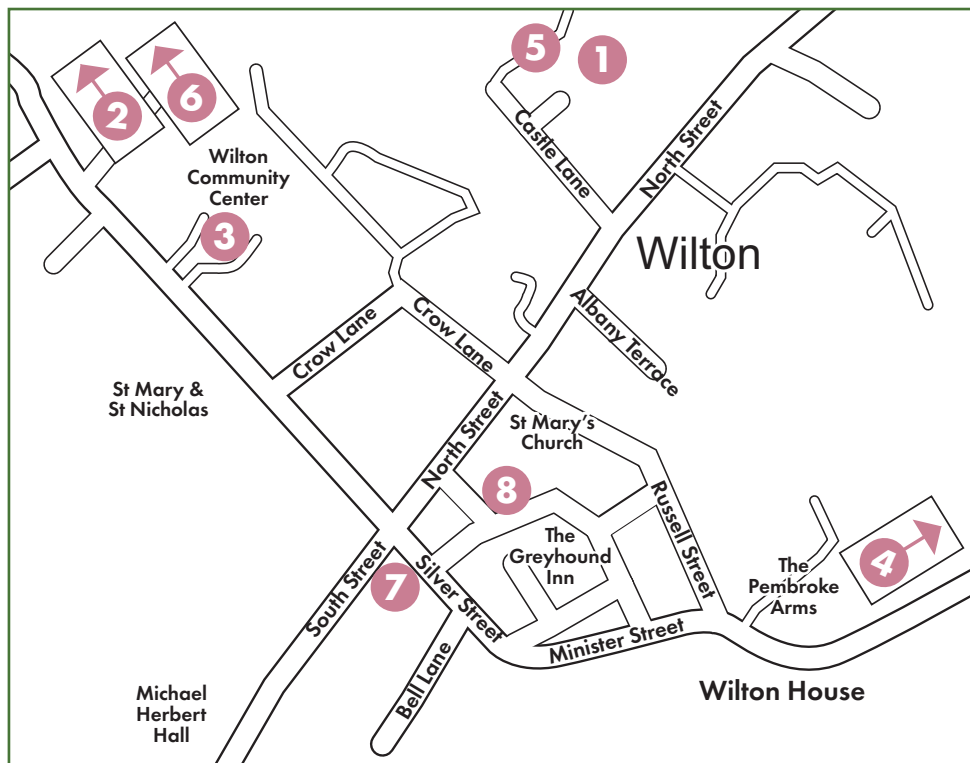 5
1
2
6
Castle Lane
North Street
Wilton
Community
Center
3
Wilton
Albany Terrace
Crow Lane
Crow Lane
St Mary &
St Nicholas
North Street
St Mary's
Church
8
Russell Street
The
Greyhound
Inn
4
The
Pembroke
Arms
7
South Street
Silver Street
Minister Street
Bell Lane
Wilton House
Michael
Herbert
Hall